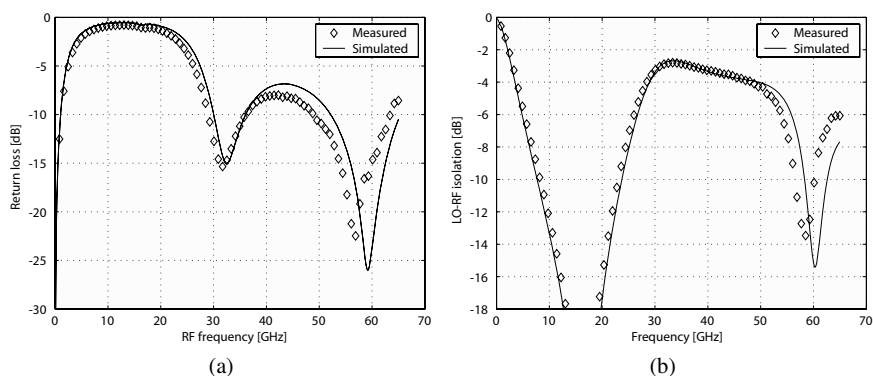 0
-5
-10
-15
-20
-25
-30
0 10 20 30 40 50 60 70
Return loss [dB]
RF frequency [GHz]
Measured
Simulated
(a)
0
-2
-4
-6
-8
-10
-12
-14
-16
-18
0 10 20 30 40 50 60 70
LO-RF isolation [dB]
Frequency [GHz]
Measured
Simulated
(b)